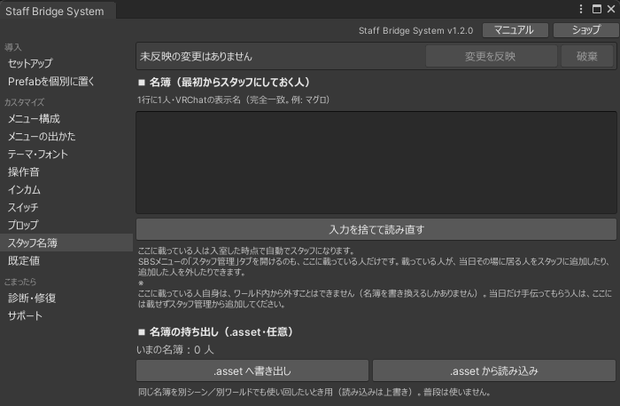 Staff Bridge System
Staff Bridge System v1.2.0
マニュアル
ショップ
導入
セットアップ
Prefabを個別に置く
カスタマイズ
メニュー構成
メニューの出かた
テーマ・フォント
操作音
インカム
スイッチ
プロップ
スタッフ名簿
既定値
こまったら
診断・修復
サポート
未反映の変更はありません
変更を反映
破棄
■ 名簿（最初からスタッフにしておく人）
1行に1人・VRChatの表示名（完全一致。例: マグロ）
入力を捨てて読み直す
ここに載っている人は入室した時点で自動でスタッフになります。
SBSメニューの「スタッフ管理」タブを開けるのも、ここに載っている人だけです。載っている人が、当日その場に居る人をスタッフに追加したり、
追加した人を外したりできます。
*
ここに載っている人自身は、ワールド内から外すことはできません（名簿を書き換えるしかありません）。当日だけ手伝ってもらう人は、ここに
は載せずスタッフ管理から追加してください。
■ 名簿の持ち出し（.asset・任意）
いまの名簿：0 人
.asset へ書き出し
.asset から読み込み
同じ名簿を別シーン／別ワールドでも使い回したいとき用（読み込みは上書き）。普段は使いません。